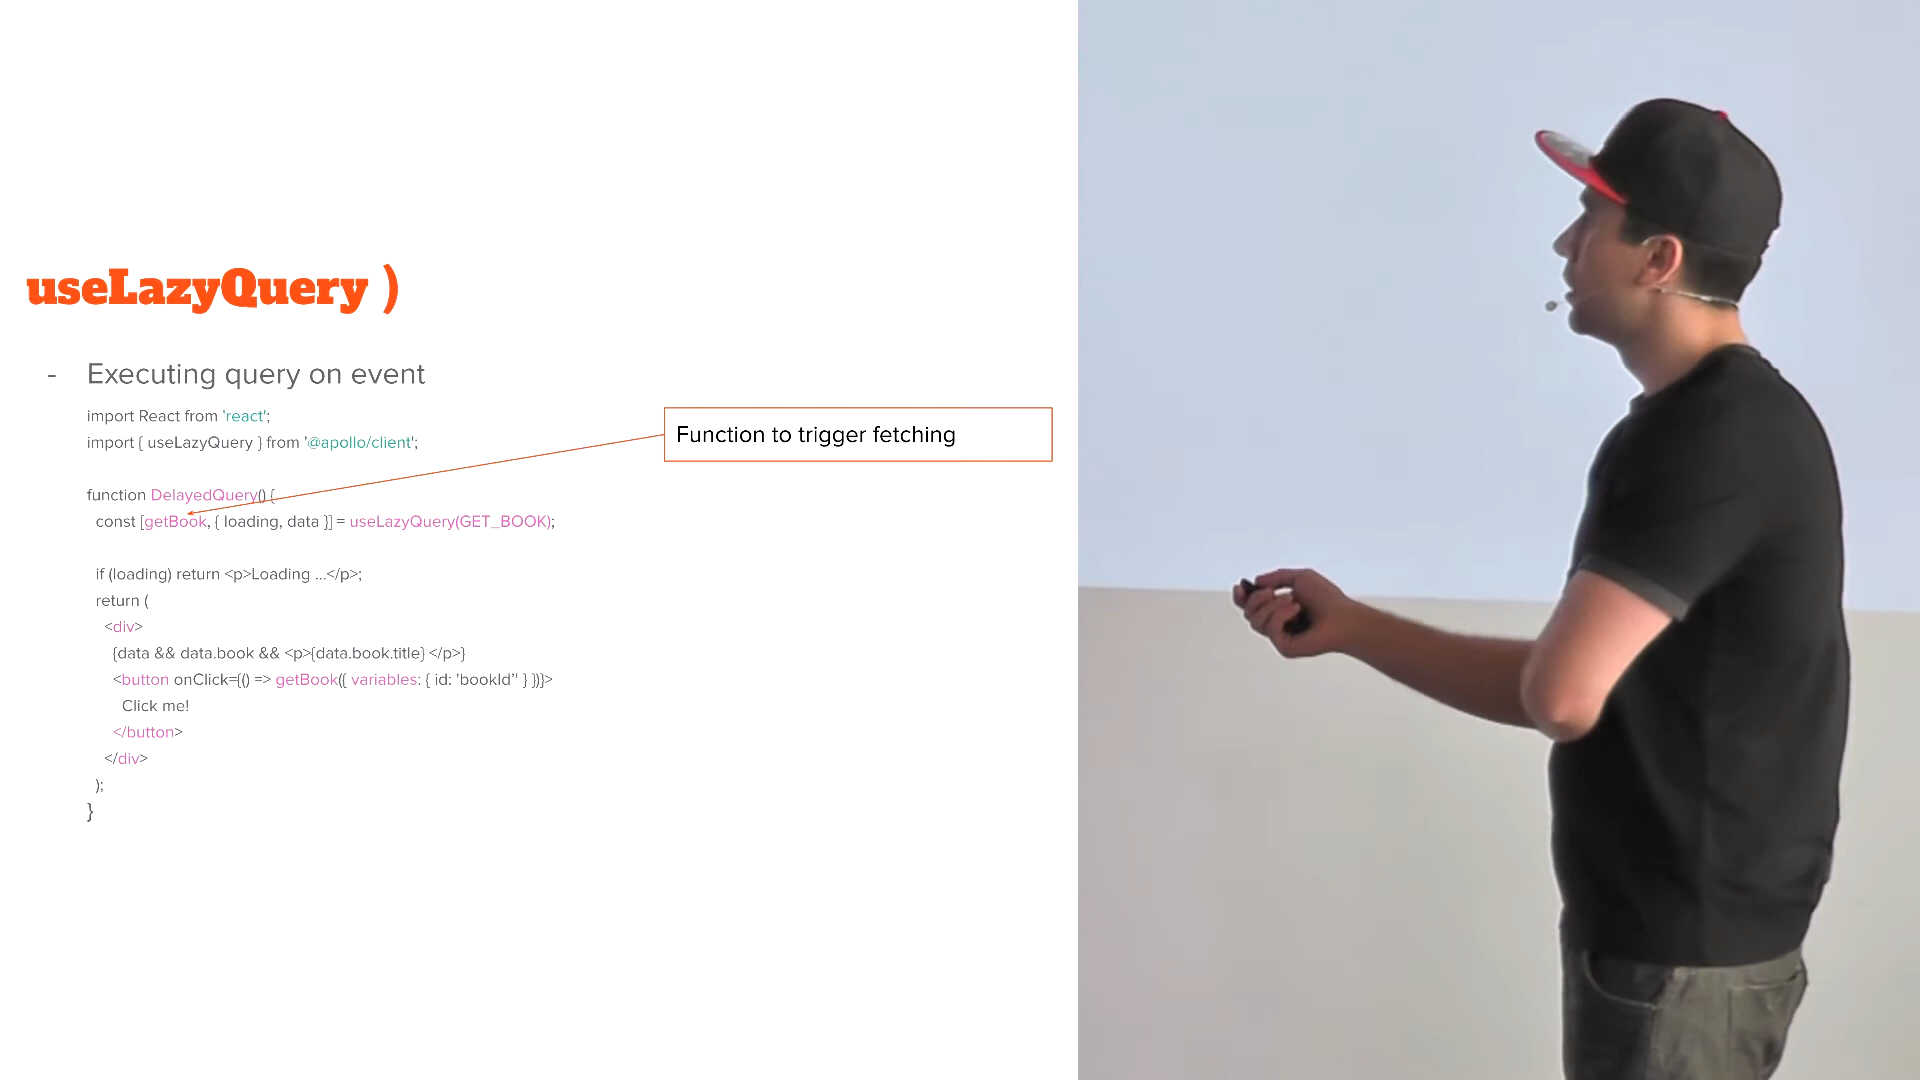 useLazyQuery )
- Executing query on event
import React from 'react';
import { useLazyQuery } from '@apollo/client';
Function to trigger fetching
function DelayedQuery() {
const [getBook, { loading, data }] = useLazyQuery(GET_BOOK);
if (loading) return <p>Loading ...</p>;
return (
<div>
{data && data.book && <p>{data.book.title} </p>}
<button onClick={() => getBook({ variables: { id: 'bookId'' } })}>
Click me!
</button>
</div>
);
}